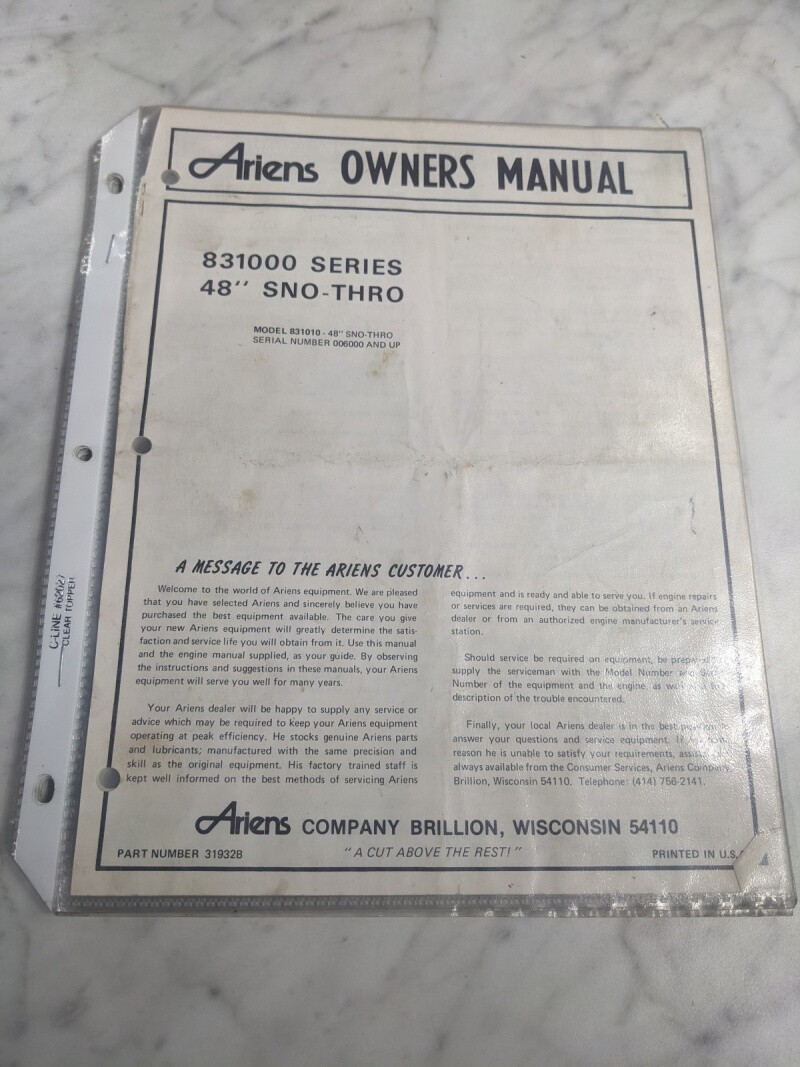 Ariens OWNERS MANUAL
831000 SERIES
48" SNO-THRO
MODEL 831010 - 48" SNO-THRO
SERIAL NUMBER 006000 AND UP
A MESSAGE TO THE ARIENS CUSTOMER...
Welcome to the world of Ariens equipment. We are pleased
that you have selected Ariens and sincerely believe you have
purchased the best equipment available. The care you give
your new Ariens equipment will greatly determine the satis-
faction and service life you will obtain from it. Use this manual
and the engine manual supplied, as your guide. By observing
the instructions and suggestions in these manuals, your Ariens
equipment will serve you well for many years.
Your Ariens dealer will be happy to supply any service or
advice which may be required to keep your Ariens equipment
operating at peak efficiency. He stocks genuine Ariens parts
and lubricants; manufactured with the same precision and
skill as the original equipment. His factory trained staff is
kept well informed on the best methods of servicing Ariens
equipment and is ready and able to serve you. If engine repairs
or services are required, they can be obtained from an Ariens
dealer or from an authorized engine manufacturer's service
station.
Should service be required on equipment, be prepared
supply the serviceman with the Model Number
Number of the equipment and the engine, as
description of the trouble encountered.
Finally, your local Ariens dealer is in the best
answer your questions and service equipment. If
reason he is unable to satisfy your requirements,
always available from the Consumer Services, Ariens Company,
Brillion, Wisconsin 54110. Telephone: (414) 756-2141.
Ariens COMPANY BRILLION, WISCONSIN 54110
PART NUMBER 31932B
"A CUT ABOVE THE REST!"
PRINTED IN U.S.
C-LINE #62027
CLEAR TOPPER